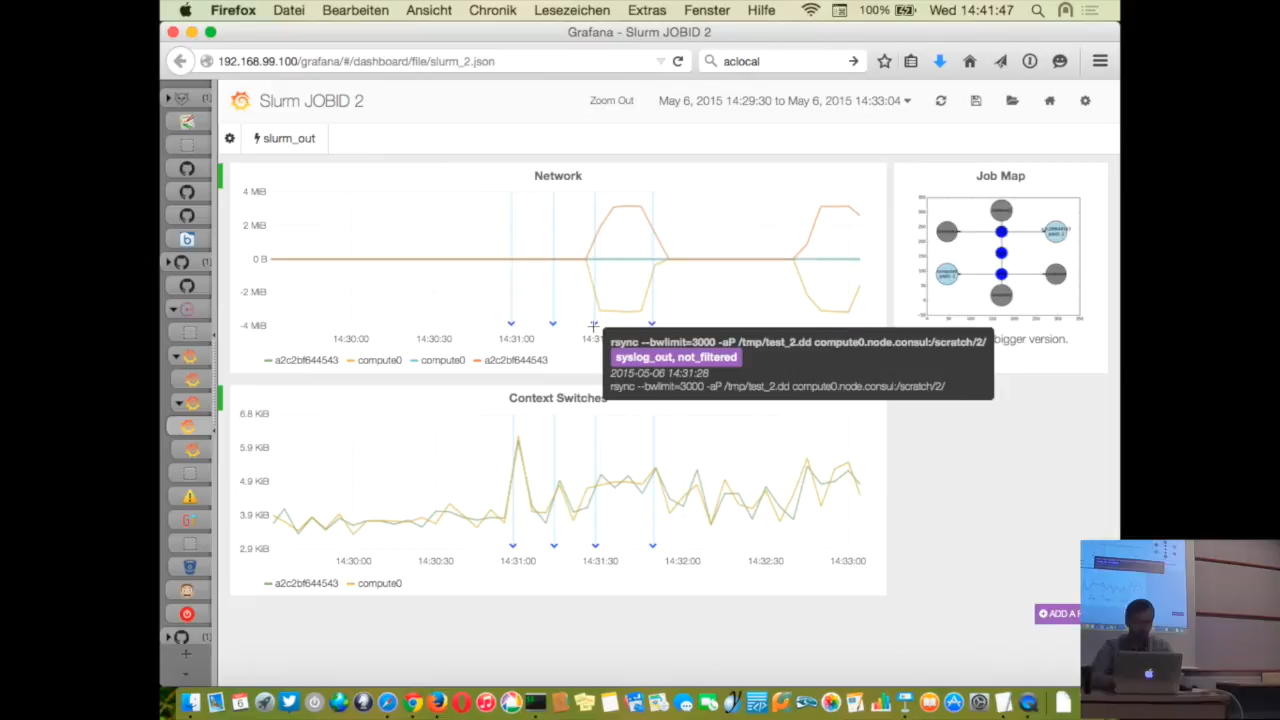 Firefox Datei Bearbeiten Ansicht Chronik Lesezeichen Extras Fenster Hilfe 100% Wed 14:41:47
Grafana - Slurm JOBID 2
192.168.99.100/grafana/#/dashboard/file/slurm_2.json aclocal
Slurm JOBID 2 Zoom Out May 6, 2015 14:29:30 to May 6, 2015 14:33:04
slurm_out
Network
4 MiB
2 MiB
0 B
-2 MiB
-4 MiB
14:30:00 14:30:30 14:31:00
a2c2bf644543 compute0 compute0 a2c2bf644543
Job Map
bigger version.
rsync --bwlimit=3000 -aP /tmp/test_2.dd compute0.node.consul:/scratch/2/
syslog_out, not_filtered
2015-05-06 14:31:28
rsync --bwlimit=3000 -aP /tmp/test_2.dd compute0.node.consul:/scratch/2/
Context Switches
6.8 KiB
5.9 KiB
4.9 KiB
3.9 KiB
2.9 KiB
14:30:00 14:30:30 14:31:00 14:31:30 14:32:00 14:32:30 14:33:00
a2c2bf644543 compute0
ADD A